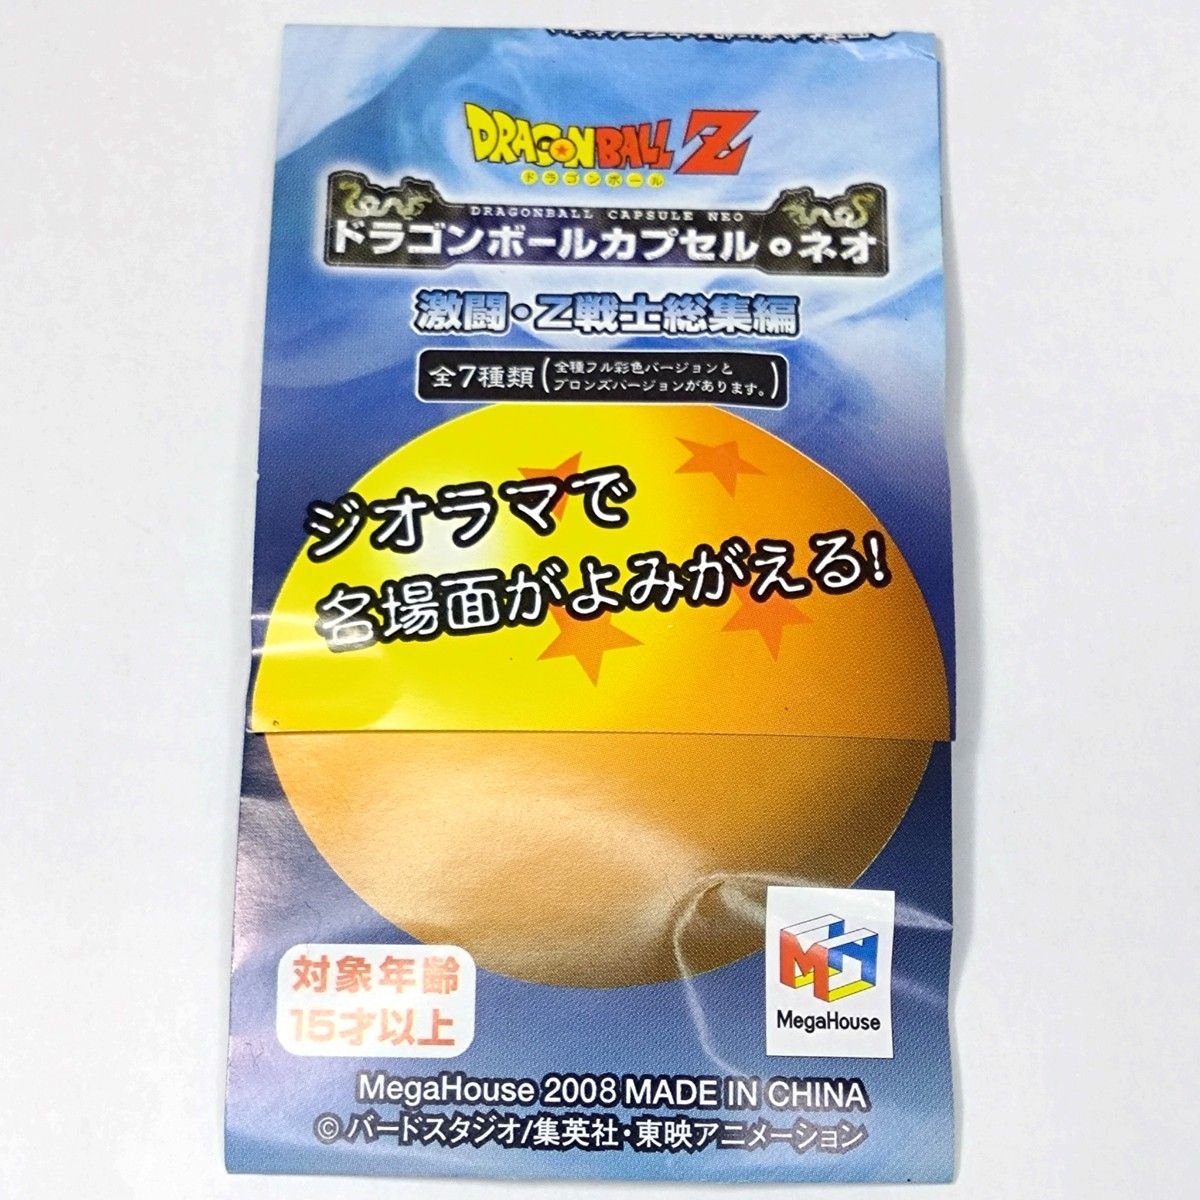 DRAGON BALL Z
ドラゴンボール
DRAGONBALL CAPSULE NEO
ドラゴンボールカプセル・ネオ
激闘・Z戦士総集編
全7種類(全種フル彩色バージョンと
ブロンズバージョンがあります。)
ジオラマで
名場面がよみがえる!
対象年齢
15才以上
MH
MegaHouse
MegaHouse 2008 MADE IN CHINA
© バードスタジオ/集英社・東映アニメーション